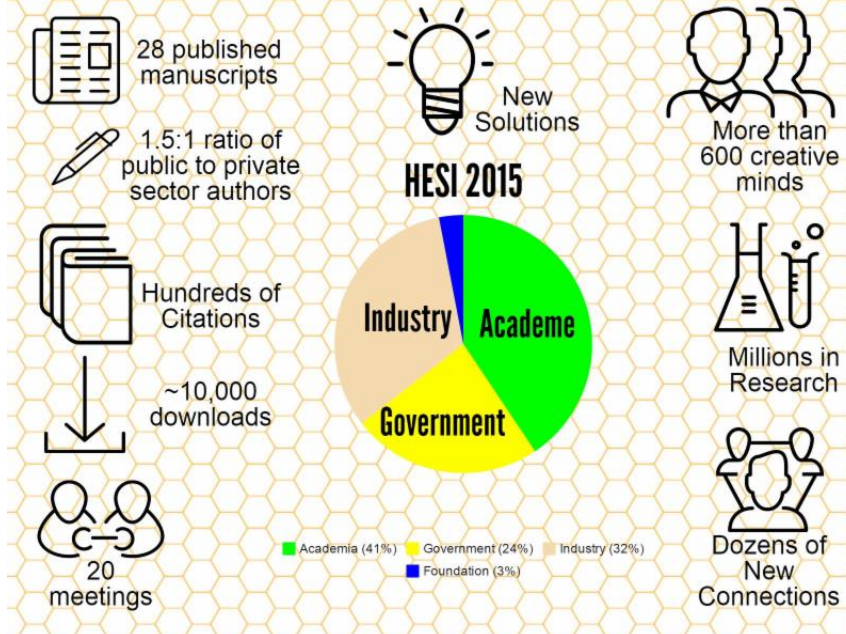 28 published
manuscripts
1.5:1 ratio of
public to private
sector authors
Hundreds of
Citations
~10,000
downloads
20
meetings
New
Solutions
HESI 2015
Industry
Academe
Government
Academia (41%)
Government (24%)
Industry (32%)
Foundation (3%)
More than
600 creative
minds
Millions in
Research
Dozens of
New
Connections